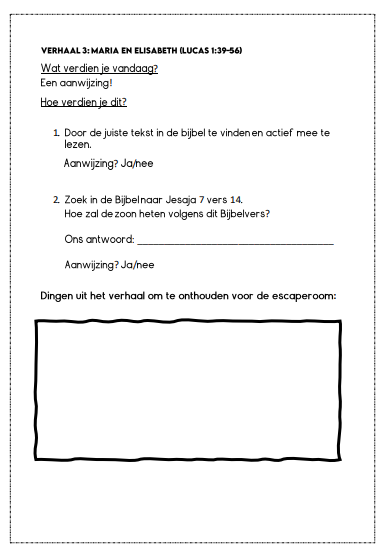 VERHAAL 3: MARIA EN ELISABETH (LUCAS 1:39-56)
Wat verdien je vandaag?
Een aanwijzing!
Hoe verdien je dit?
1. Door de juiste tekst in de bijbel te vinden en actief mee te
lezen.
Aanwijzing? Ja/nee
2. Zoek in de Bijbel naar Jesaja 7 vers 14.
Hoe zal de zoon heten volgens dit Bijbelvers?
Ons antwoord: ___________________________________
Aanwijzing? Ja/nee
Dingen uit het verhaal om te onthouden voor de escaperoom: